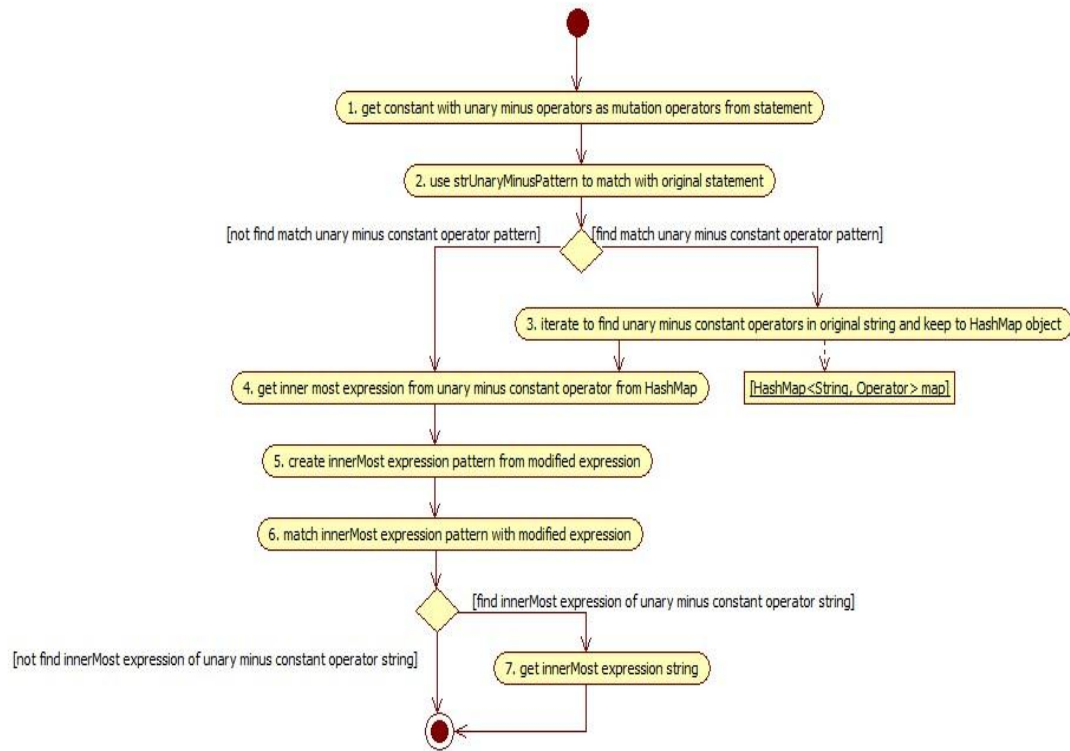 1. get constant with unary minus operators as mutation operators from statement
2. use strUnaryMinusPattern to match with original statement
[not find match unary minus constant operator pattern]
[find match unary minus constant operator pattern]
3. iterate to find unary minus constant operators in original string and keep to HashMap object
4. get inner most expression from unary minus constant operator from HashMap
[HashMap<String, Operator> map]
5. create innerMost expression pattern from modified expression
6. match innerMost expression pattern with modified expression
[find innerMost expression of unary minus constant operator string]
[not find innerMost expression of unary minus constant operator string]
7. get innerMost expression string